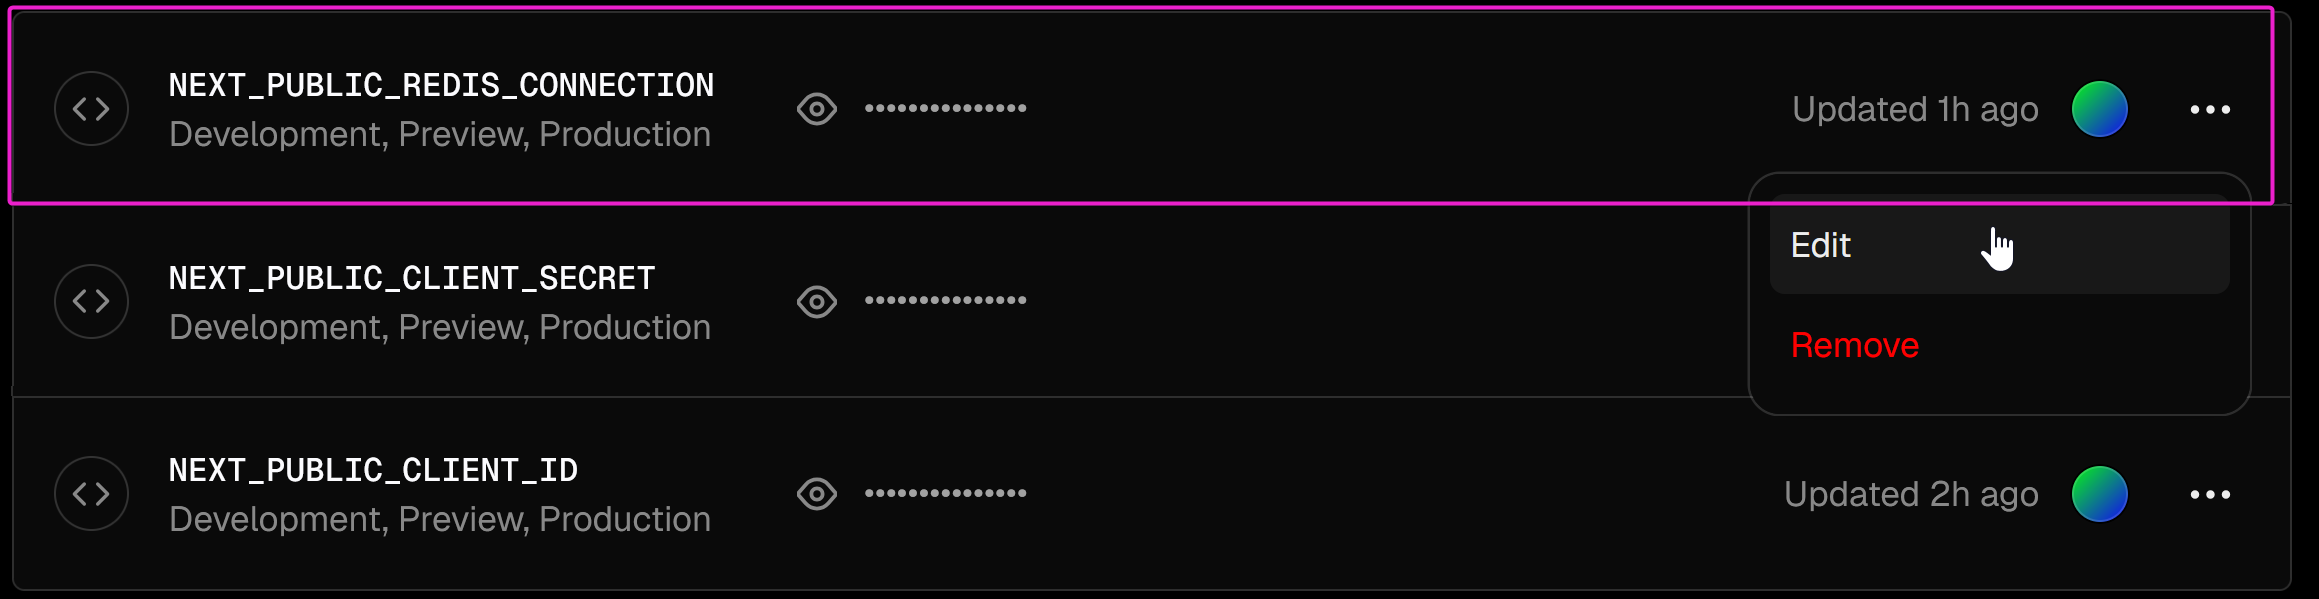 NEXT_PUBLIC_REDIS_CONNECTION
Development, Preview, Production
Updated 1h ago
Edit
Remove
NEXT_PUBLIC_CLIENT_SECRET
Development, Preview, Production
NEXT_PUBLIC_CLIENT_ID
Development, Preview, Production
Updated 2h ago